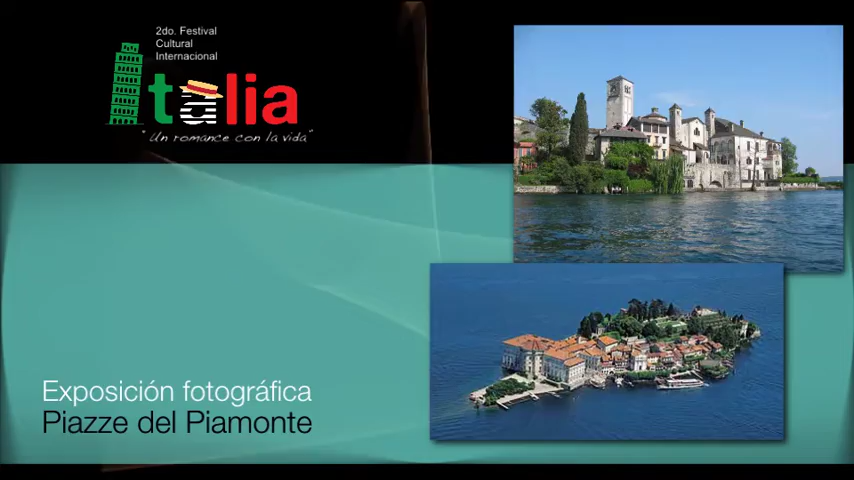 2do. Festival
Cultural
Internacional
Italia
"Un romance con la vida"
Exposición fotográfica
Piazze del Piamonte